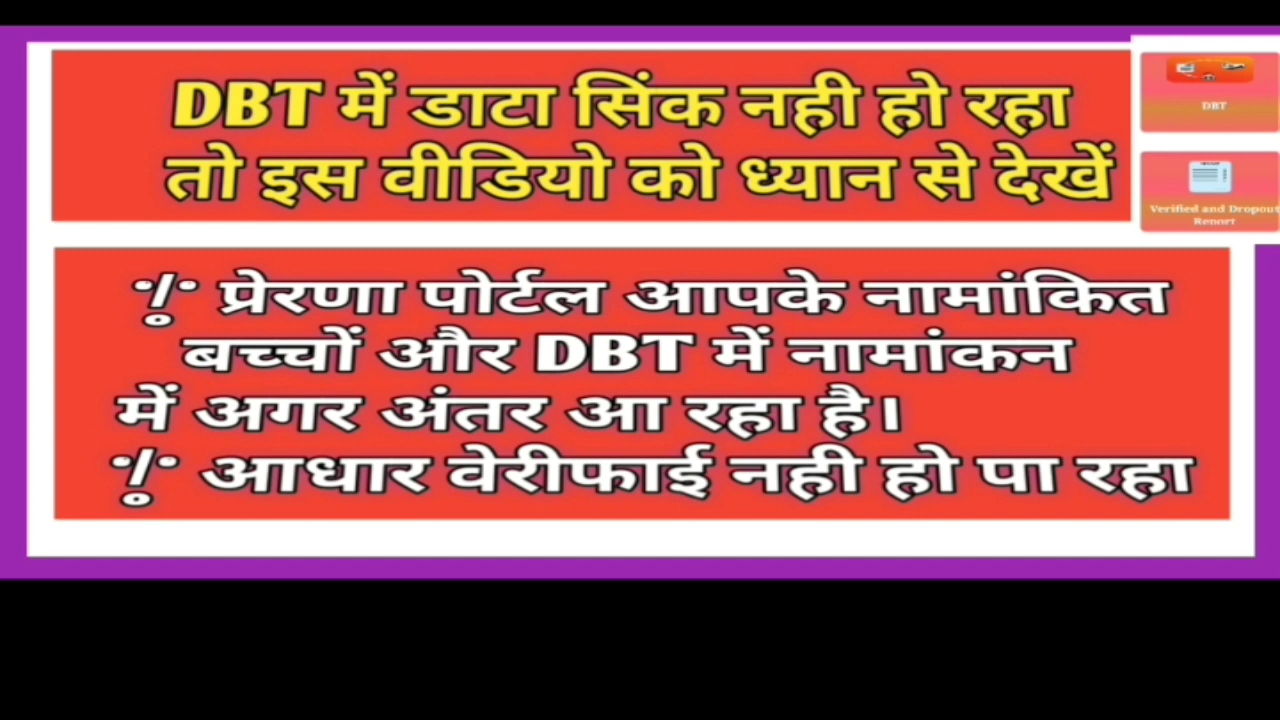 DBT में डाटा सिंक नही हो रहा
तो इस वीडियो को ध्यान से देखें
DBT
Verified and Dropout
Report
प्रेरणा पोर्टल आपके नामांकित
बच्चों और DBT में नामांकन
में अगर अंतर आ रहा है।
आधार वेरीफाई नही हो पा रहा